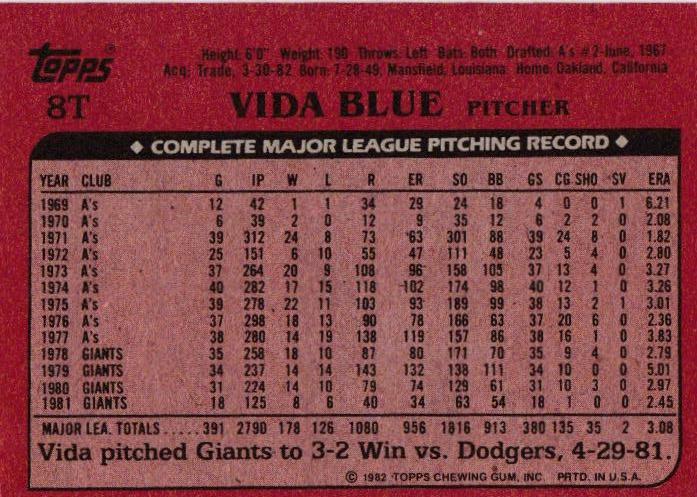 Topps®
Height: 6'0" Weight: 190 Throws: Left Bats: Both Drafted: A's #2-June, 1967
Acq: Trade, 3-30-82 Born: 7-28-49, Mansfield, Louisiana Home: Oakland, California
8T VIDA BLUE PITCHER
◆ COMPLETE MAJOR LEAGUE PITCHING RECORD ◆
YEAR CLUB G IP W L R ER SO BB GS CG SHO SV ERA
1969 A's 12 42 1 1 34 29 24 18 4 0 0 1 6.21
1970 A's 6 39 2 0 12 9 35 12 6 2 2 0 2.08
1971 A's 39 312 24 8 73 63 301 88 39 24 8 0 1.82
1972 A's 25 151 6 10 55 47 111 48 23 5 4 0 2.80
1973 A's 37 264 20 9 108 96 158 105 37 13 4 0 3.27
1974 A's 40 282 17 15 118 102 174 98 40 12 1 0 3.26
1975 A's 39 278 22 11 103 93 189 99 38 13 2 1 3.01
1976 A's 37 298 18 13 90 78 166 63 37 20 6 0 2.36
1977 A's 38 280 14 19 138 119 157 86 38 16 1 0 3.83
1978 GIANTS 35 258 18 10 87 80 171 70 35 9 4 0 2.79
1979 GIANTS 34 237 14 14 143 132 138 111 34 10 0 0 5.01
1980 GIANTS 31 224 14 10 79 74 129 61 31 10 3 0 2.97
1981 GIANTS 18 125 8 6 40 34 63 54 18 1 0 0 2.45
MAJOR LEA. TOTALS..... 391 2790 178 126 1080 956 1816 913 380 135 35 2 3.08
Vida pitched Giants to 3-2 Win vs. Dodgers, 4-29-81.
© 1982 TOPPS CHEWING GUM, INC. PRTD. IN U.S.A.